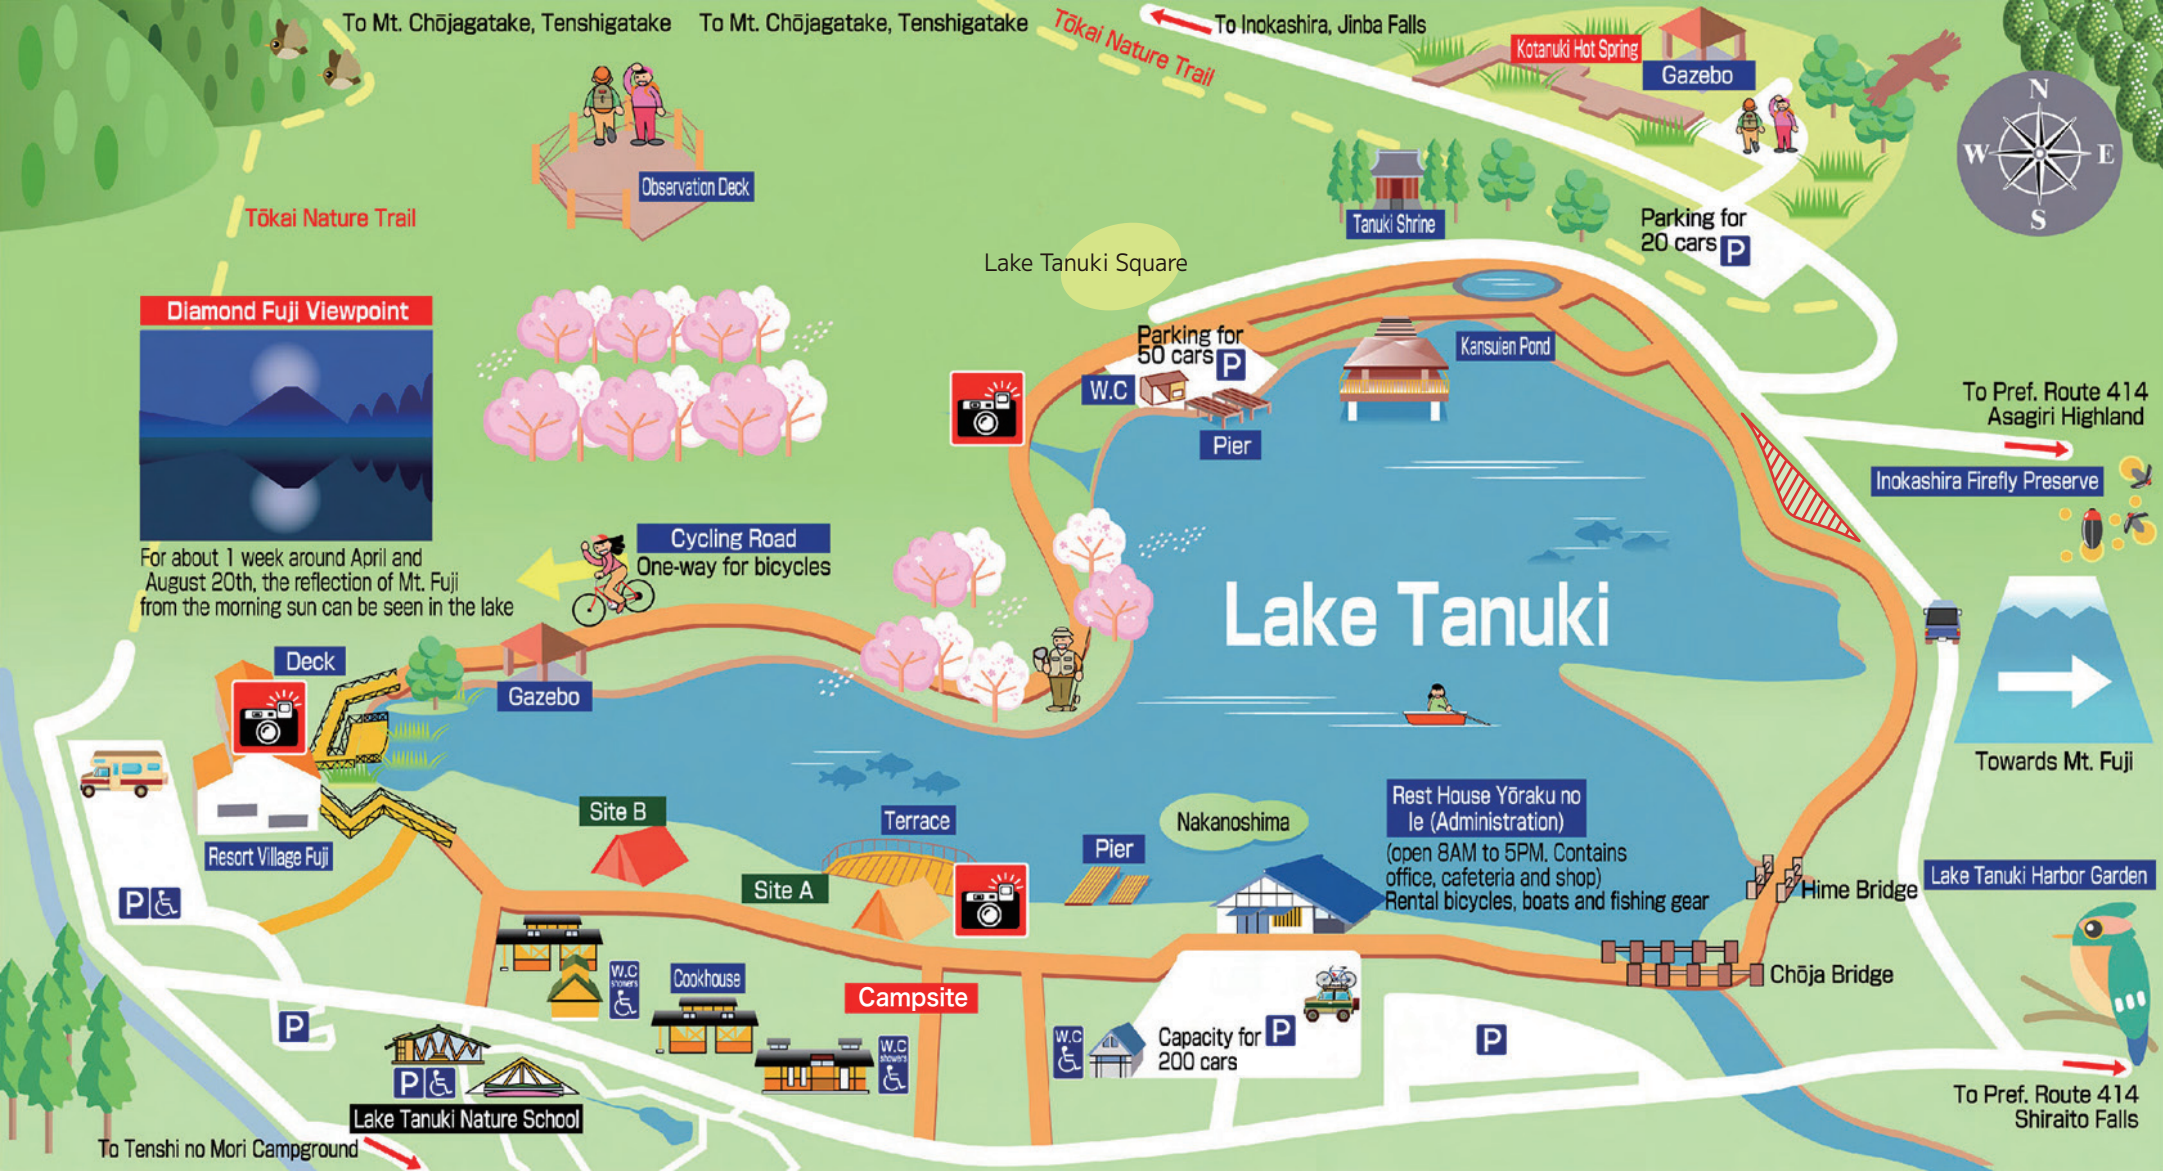 To Mt. Chōjagatake, Tenshigatake
To Mt. Chōjagatake, Tenshigatake
Tōkai Nature Trail
To Inokashira, Jinba Falls
Kotanuki Hot Spring
Gazebo
N
W
E
S
Observation Deck
Tōkai Nature Trail
Tanuki Shrine
Parking for
20 cars P
Lake Tanuki Square
Diamond Fuji Viewpoint
Parking for
50 cars P
W.C
Pier
Kansuien Pond
To Pref. Route 414
Asagiri Highland
Inokashira Firefly Preserve
For about 1 week around April and
August 20th, the reflection of Mt. Fuji
from the morning sun can be seen in the lake
Cycling Road
One-way for bicycles
Lake Tanuki
Deck
Gazebo
Towards Mt. Fuji
Resort Village Fuji
Site B
Terrace
Site A
Pier
Nakanoshima
Rest House Yōraku no
Ie (Administration)
(open 8AM to 5PM. Contains
office, cafeteria and shop)
Rental bicycles, boats and fishing gear
Hime Bridge
Lake Tanuki Harbor Garden
Chōja Bridge
P
W.C
showers
Cookhouse
Campsite
P
W.C
showers
W.C
Capacity for
200 cars
P
P
P
Lake Tanuki Nature School
To Tenshi no Mori Campground
To Pref. Route 414
Shiraito Falls